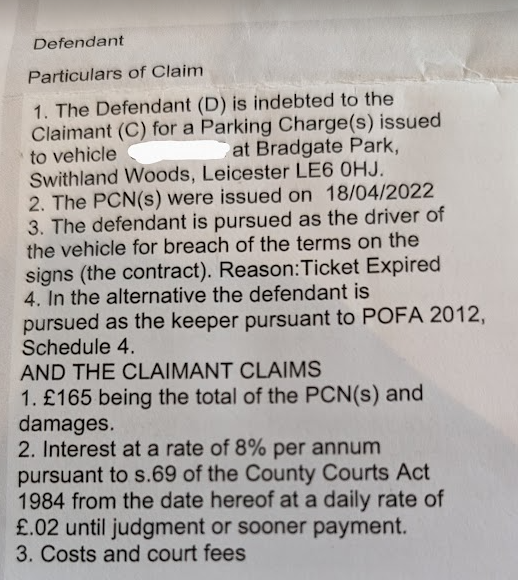 Defendant
Particulars of Claim
1. The Defendant (D) is indebted to the
Claimant (C) for a Parking Charge(s) issued
to vehicle at Bradgate Park,
Swithland Woods, Leicester LE6 0HJ.
2. The PCN(s) were issued on 18/04/2022
3. The defendant is pursued as the driver of
the vehicle for breach of the terms on the
signs (the contract). Reason:Ticket Expired
4. In the alternative the defendant is
pursued as the keeper pursuant to POFA 2012,
Schedule 4.
AND THE CLAIMANT CLAIMS
1. £165 being the total of the PCN(s) and
damages.
2. Interest at a rate of 8% per annum
pursuant to s.69 of the County Courts Act
1984 from the date hereof at a daily rate of
£.02 until judgment or sooner payment.
3. Costs and court fees